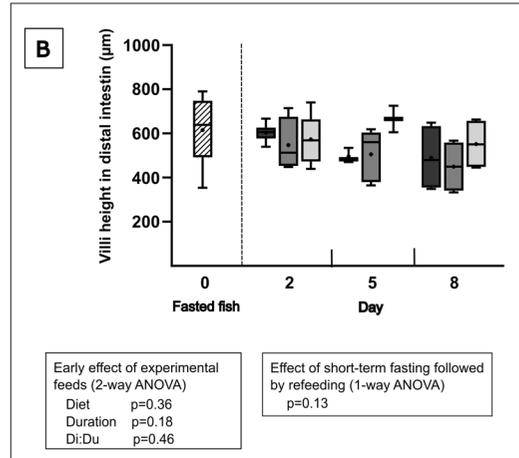 B
Villi height in distal intestin (µm)
1000
800
600
400
200
0
2
5
8
Fasted fish
Day
Early effect of experimental
feeds (2-way ANOVA)
Diet p=0.36
Duration p=0.18
Di:Du p=0.46
Effect of short-term fasting followed
by refeeding (1-way ANOVA)
p=0.13